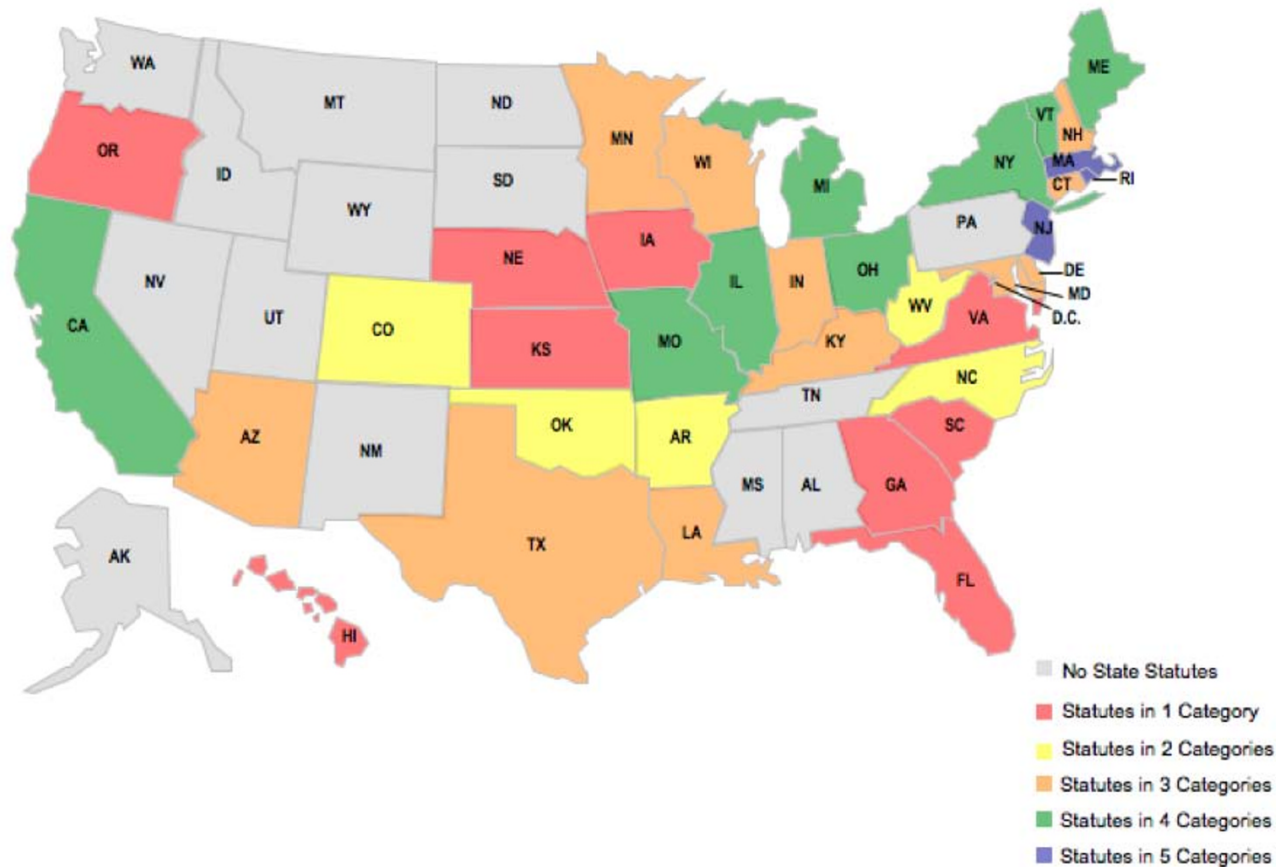 WA
MT
ND
MN
ME
VT
NH
OR
ID
SD
WI
NY
MA
MI
CT
RI
WY
PA
IA
NJ
NE
NV
UT
CO
IL
IN
OH
DE
MD
WV
D.C.
CA
KS
MO
KY
VA
NC
TN
AZ
NM
OK
AR
SC
MS
AL
GA
TX
LA
AK
FL
HI
No State Statutes
Statutes in 1 Category
Statutes in 2 Categories
Statutes in 3 Categories
Statutes in 4 Categories
Statutes in 5 Categories